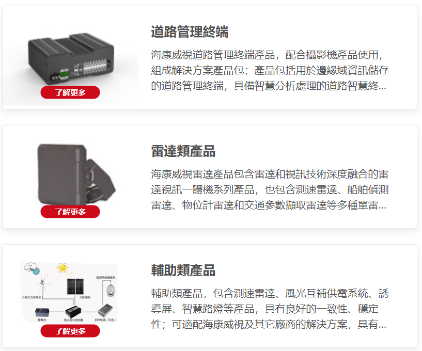 道路管理終端
海康威視道路管理終端產品，配合攝影機產品使用，
組成解決方案產品包；產品包括用於邊緣域資訊儲存
的道路管理終端，具備智慧分析處理的道路智慧終...
了解更多
雷達類產品
海康威視雷達產品包含雷達和視訊技術深度融合的雷
達視訊一體機系列產品，也包含測速雷達、船舶偵測
雷達、物位計雷達和交通參數擷取雷達等多種單雷...
了解更多
輔助類產品
輔助類產品，包含測速雷達、風光互補供電系統、誘
導屏、智慧路燈等產品，具有良好的一致性、穩定
性；可適配海康威視及其它廠商的解決方案，具有...
了解更多